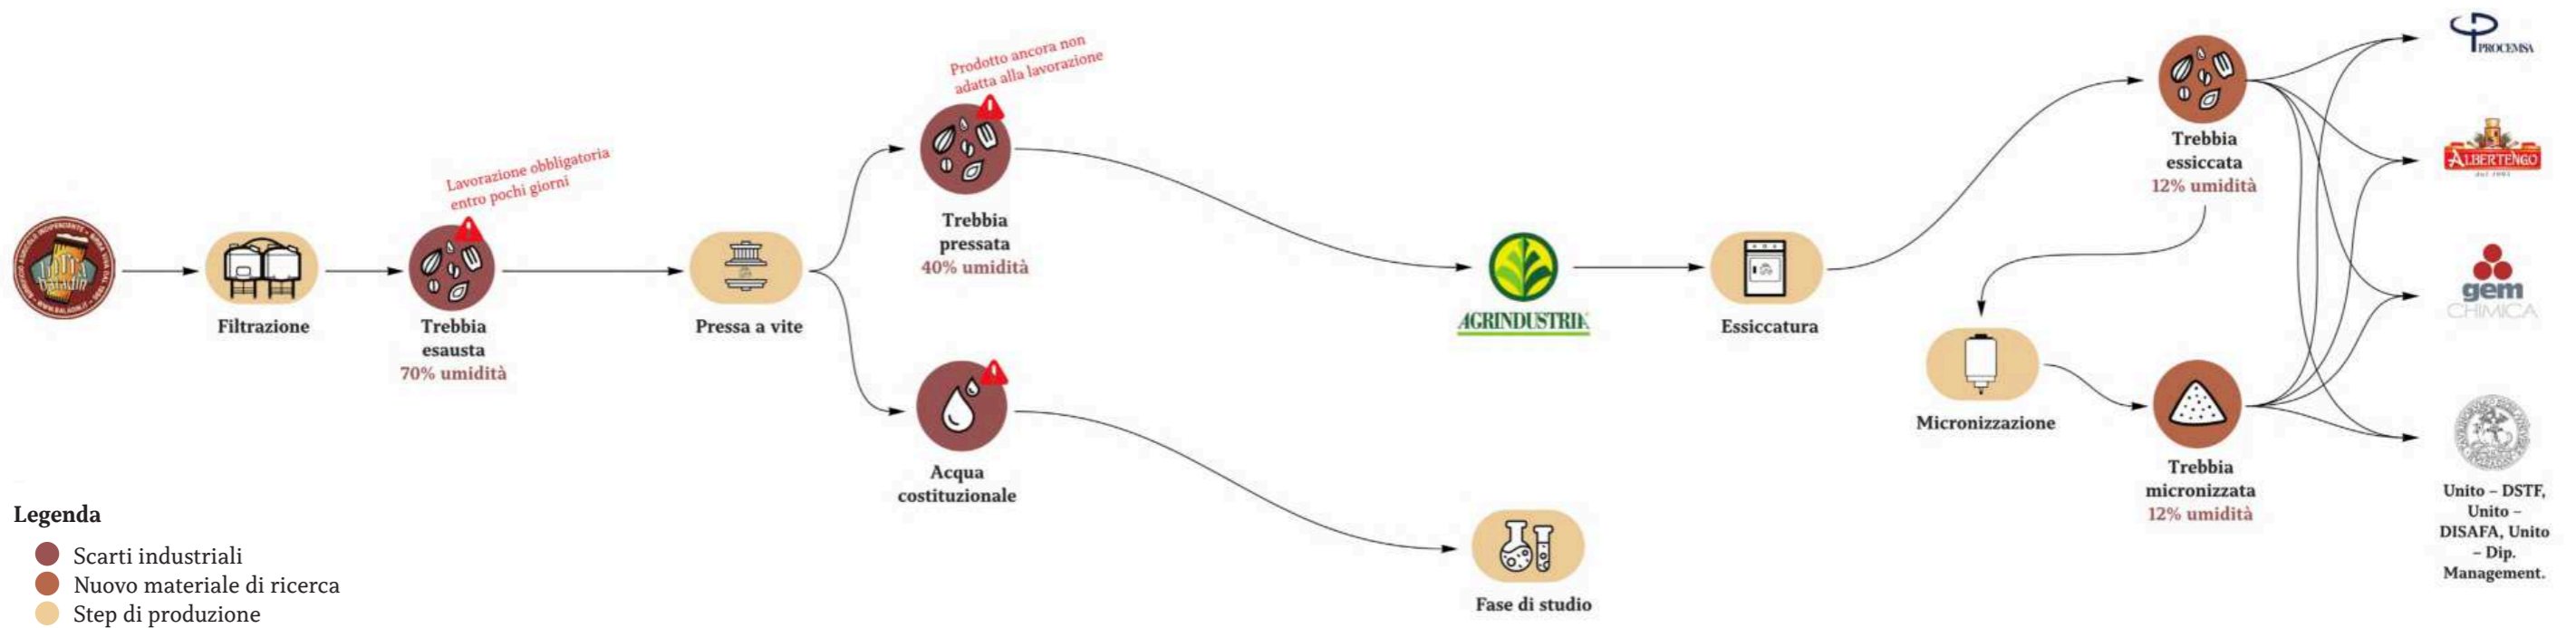 Birra
Baladin
Filtrazione
Lavorazione obbligatoria
entro pochi giorni
Trebbia
esausta
70% umidità
Pressa a vite
Prodotto ancora non
adatta alla lavorazione
Trebbia
pressata
40% umidità
Acqua
costituzionale
AGRINDUSTRIA
Fase di studio
Essiccatura
Trebbia
essiccata
12% umidità
Micronizzazione
Trebbia
micronizzata
12% umidità
PROCEMSA
ALBERTENGO
gem
CHIMICA
Unito – DSTF,
Unito –
DISAFA, Unito
– Dip.
Management.
Legenda
Scarti industriali
Nuovo materiale di ricerca
Step di produzione